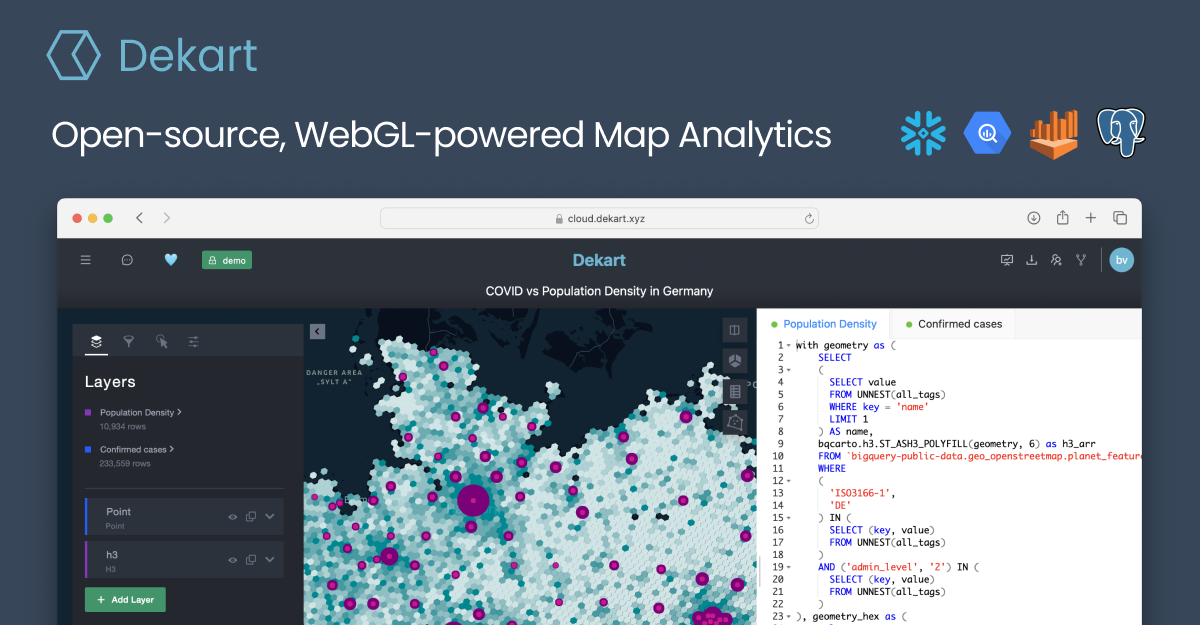 Dekart
Open-source, WebGL-powered Map Analytics
cloud.dekart.xyz
demo
Dekart
bv
COVID vs Population Density in Germany
Layers
Population Density
10,934 rows
Confirmed cases
233,559 rows
Point
Point
h3
H3
+ Add Layer
DANGER AREA
„SYLT A“
Population Density
Confirmed cases
1 with geometry as (
2 SELECT
3 (
4 SELECT value
5 FROM UNNEST(all_tags)
6 WHERE key = 'name'
7 LIMIT 1
8 ) AS name,
9 bqcarto.h3.ST_ASH3_POLYFILL(geometry, 6) as h3_arr
10 FROM `bigquery-public-data.geo_openstreetmap.planet_featur
11 WHERE
12 (
13 'ISO3166-1',
14 'DE'
15 ) IN (
16 SELECT (key, value)
17 FROM UNNEST(all_tags)
18 )
19 AND ('admin_level', '2') IN (
20 SELECT (key, value)
21 FROM UNNEST(all_tags)
22 )
23 ), geometry_hex as (